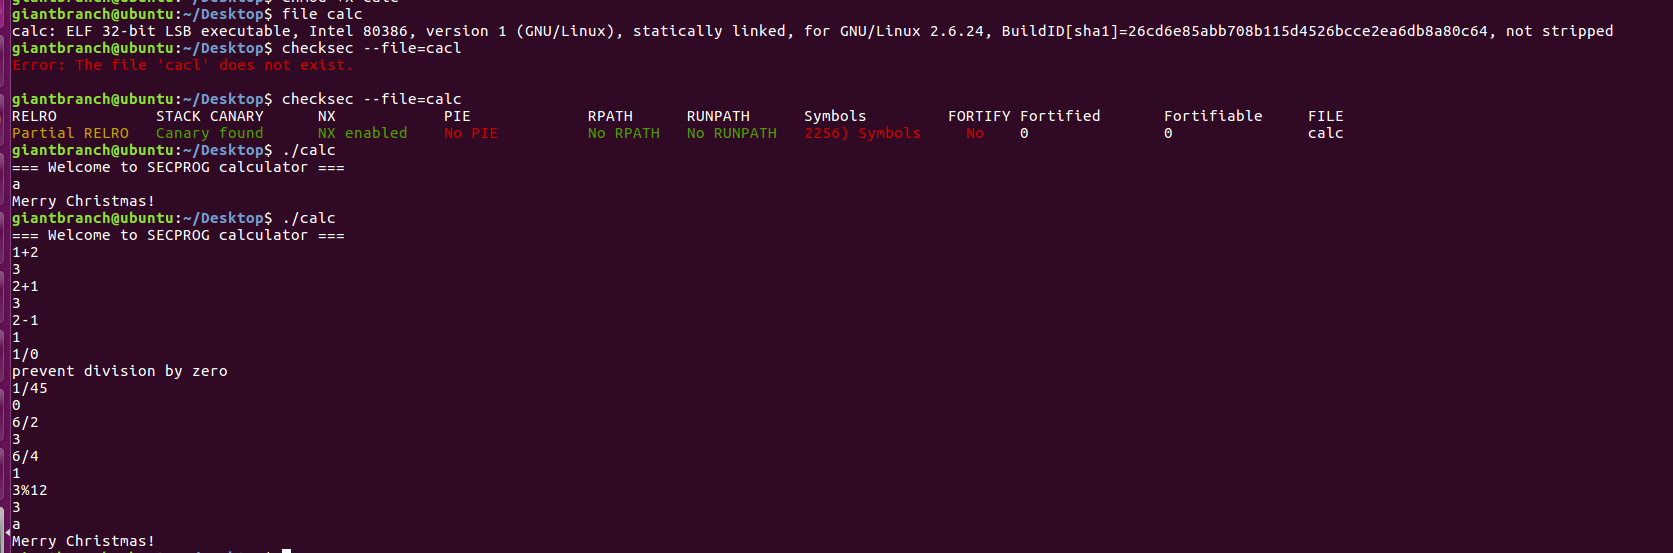 giantbranch@ubuntu:~/Desktop$ file calc
calc: ELF 32-bit LSB executable, Intel 80386, version 1 (GNU/Linux), statically linked, for GNU/Linux 2.6.24, BuildID[sha1]=26cd6e85abb708b115d4526bcce2ea6db8a80c64, not stripped
giantbranch@ubuntu:~/Desktop$ checksec --file=cacl
Error: The file 'cacl' does not exist.
giantbranch@ubuntu:~/Desktop$ checksec --file=calc
RELRO STACK CANARY NX PIE RPATH RUNPATH Symbols FORTIFY Fortified Fortifiable FILE
Partial RELRO Canary found NX enabled No PIE No RPATH No RUNPATH 2256) Symbols No 0 0 calc
giantbranch@ubuntu:~/Desktop$ ./calc
=== Welcome to SECPROG calculator ===
a
Merry Christmas!
giantbranch@ubuntu:~/Desktop$ ./calc
=== Welcome to SECPROG calculator ===
1+2
3
2+1
3
2-1
1
1/0
prevent division by zero
1/45
0
6/2
3
6/4
1
3%12
3
a
Merry Christmas!